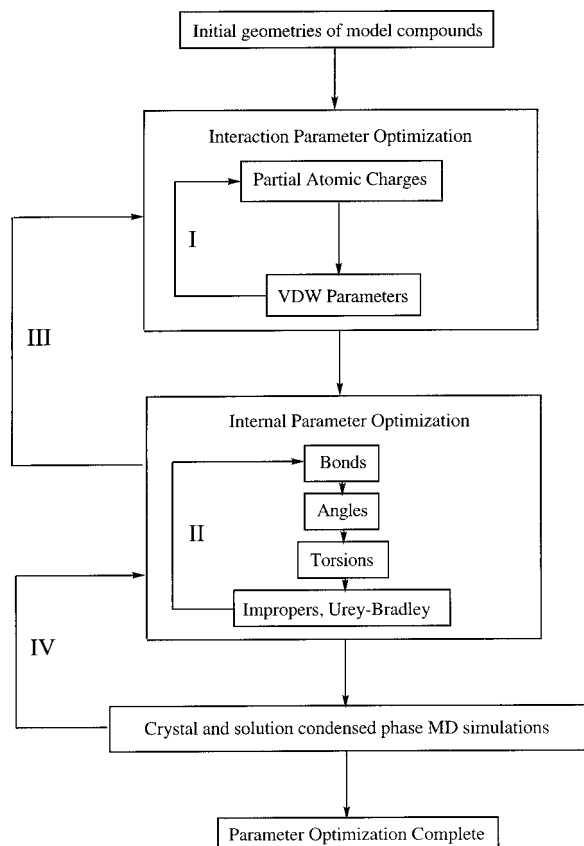 Initial geometries of model compounds
Interaction Parameter Optimization
Partial Atomic Charges
I
VDW Parameters
III
Internal Parameter Optimization
Bonds
Angles
II
Torsions
Impropers, Urey-Bradley
IV
Crystal and solution condensed phase MD simulations
Parameter Optimization Complete